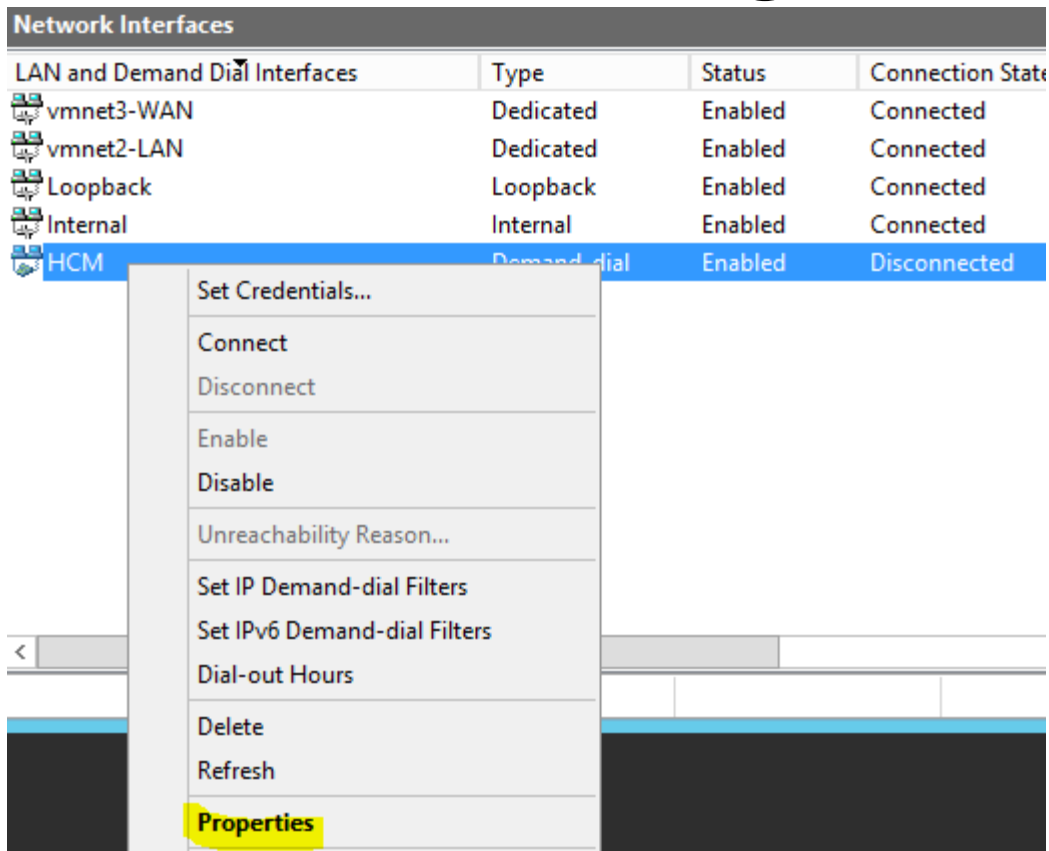 Network Interfaces
LAN and Demand Dial Interfaces Type Status Connection State
vmnet3-WAN Dedicated Enabled Connected
vmnet2-LAN Dedicated Enabled Connected
Loopback Loopback Enabled Connected
Internal Internal Enabled Connected
HCM Demand-dial Enabled Disconnected
Set Credentials...
Connect
Disconnect
Enable
Disable
Unreachability Reason...
Set IP Demand-dial Filters
Set IPv6 Demand-dial Filters
Dial-out Hours
Delete
Refresh
Properties